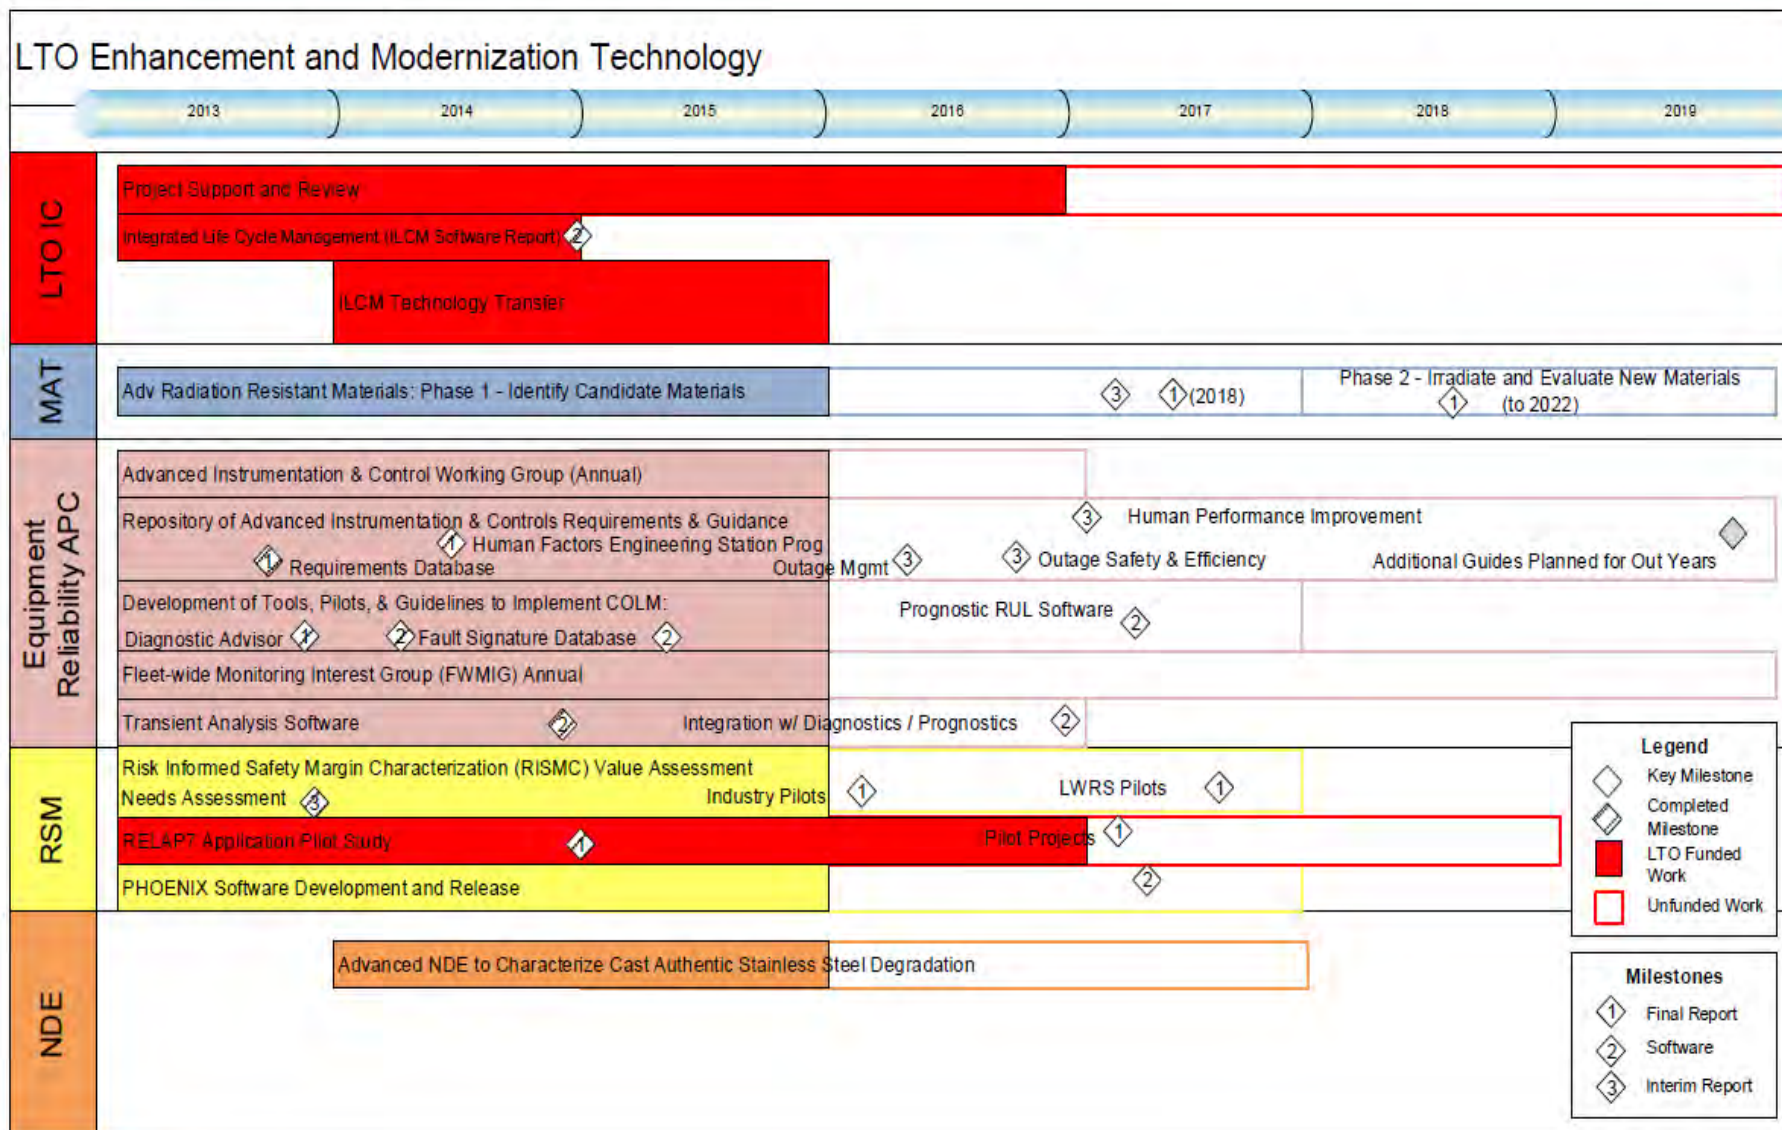 LTO Enhancement and Modernization Technology
2013 2014 2015 2016 2017 2018 2019
LTO IC
Project Support and Review
Integrated Life Cycle Management (ILCM Software Report) 2
ILCM Technology Transfer
MAT
Adv Radiation Resistant Materials: Phase 1 - Identify Candidate Materials
3 1 (2018)
Phase 2 - Irradiate and Evaluate New Materials
1 (to 2022)
Equipment
Reliability APC
Advanced Instrumentation & Control Working Group (Annual)
Repository of Advanced Instrumentation & Controls Requirements & Guidance
3 Human Performance Improvement
1 Human Factors Engineering Station Prog
1 Requirements Database
Outage Mgmt 3
3 Outage Safety & Efficiency
Additional Guides Planned for Out Years
Development of Tools, Pilots, & Guidelines to Implement COLM:
Prognostic RUL Software 2
Diagnostic Advisor 1 2 Fault Signature Database 2
Fleet-wide Monitoring Interest Group (FWMIG) Annual
Transient Analysis Software 2
Integration w/ Diagnostics / Prognostics 2
RSM
Risk Informed Safety Margin Characterization (RISMC) Value Assessment
Needs Assessment 3
Industry Pilots 1
LWRS Pilots 1
RELAP7 Application Pilot Study 1
Pilot Projects 1
PHOENIX Software Development and Release 2
NDE
Advanced NDE to Characterize Cast Authentic Stainless Steel Degradation
Legend
Key Milestone
Completed
Milestone
LTO Funded
Work
Unfunded Work
Milestones
1 Final Report
2 Software
3 Interim Report